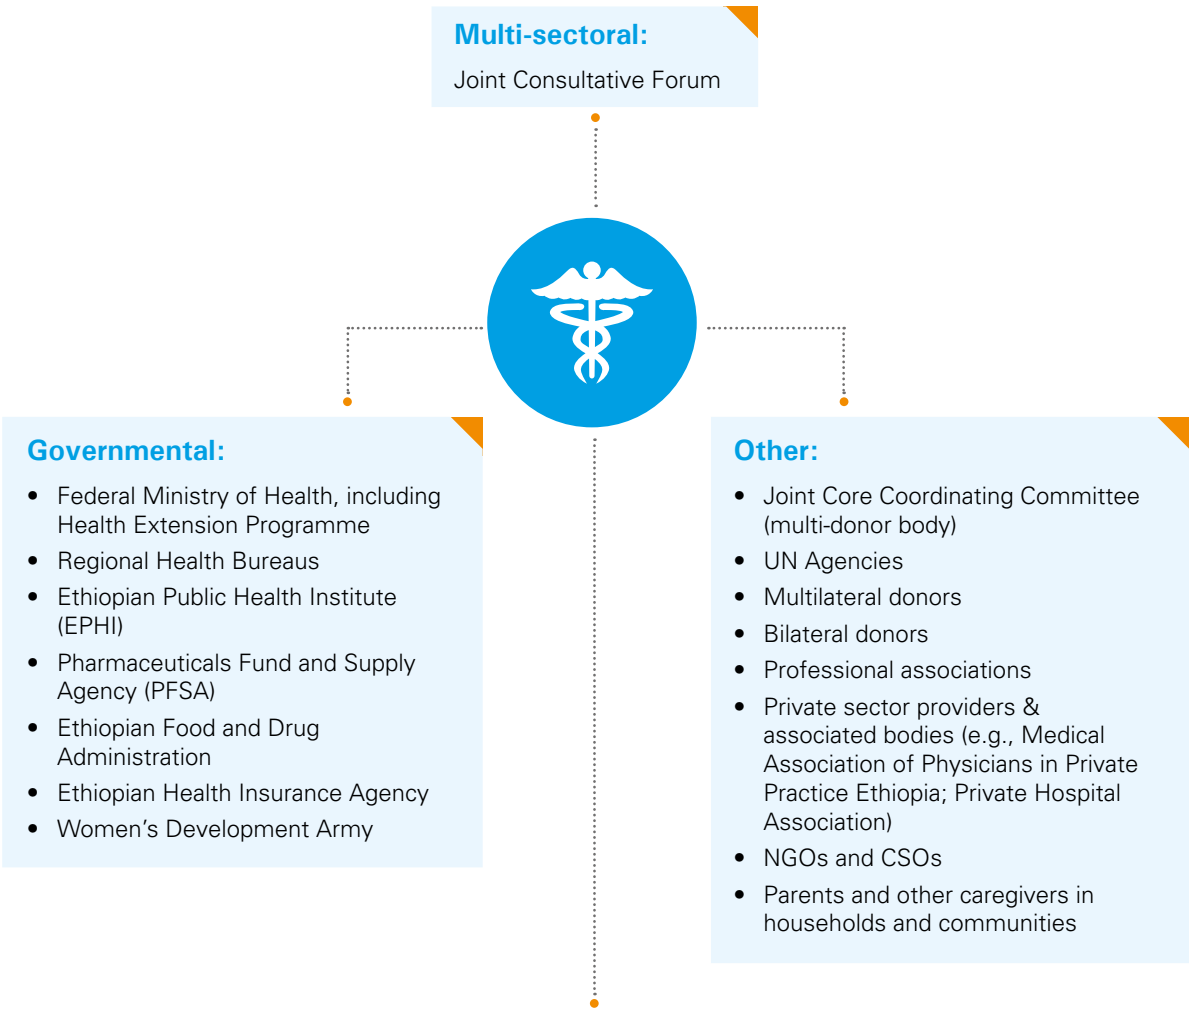 Multi-sectoral:
Joint Consultative Forum
Governmental:
• Federal Ministry of Health, including
Health Extension Programme
• Regional Health Bureaus
• Ethiopian Public Health Institute
(EPHI)
• Pharmaceuticals Fund and Supply
Agency (PFSA)
• Ethiopian Food and Drug
Administration
• Ethiopian Health Insurance Agency
• Women’s Development Army
Other:
• Joint Core Coordinating Committee
(multi-donor body)
• UN Agencies
• Multilateral donors
• Bilateral donors
• Professional associations
• Private sector providers &
associated bodies (e.g., Medical
Association of Physicians in Private
Practice Ethiopia; Private Hospital
Association)
• NGOs and CSOs
• Parents and other caregivers in
households and communities